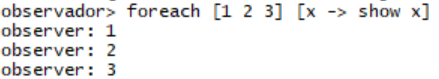 observador> foreach [1 2 3] [x -> show x]
observer: 1
observer: 2
observer: 3